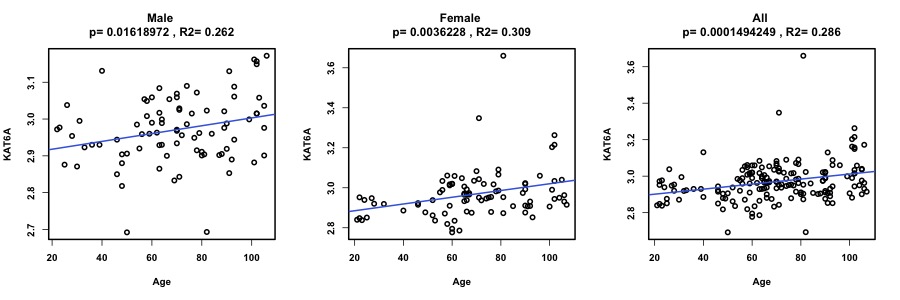 Male
p= 0.01618972 , R2= 0.262
KAT6A
3.1
3.0
2.9
2.8
2.7
20 40 60 80 100
Age
Female
p= 0.0036228 , R2= 0.309
KAT6A
3.6
3.4
3.2
3.0
2.8
20 40 60 80 100
Age
All
p= 0.0001494249 , R2= 0.286
KAT6A
3.6
3.4
3.2
3.0
2.8
20 40 60 80 100
Age